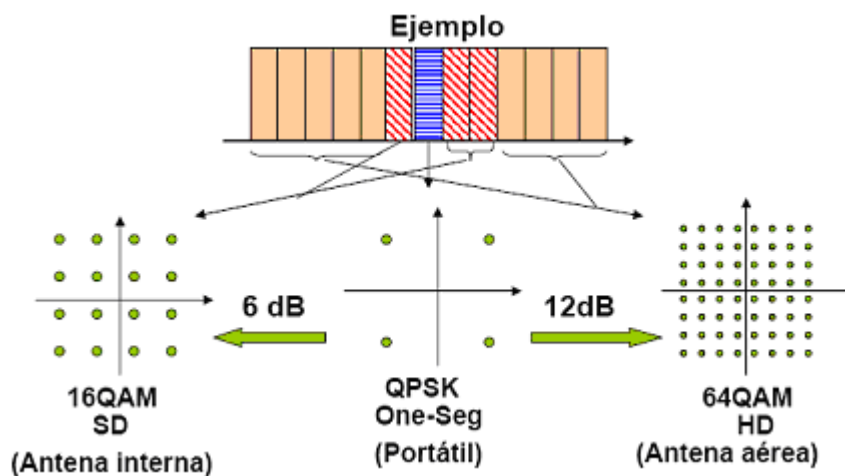 Ejemplo
6 dB
12dB
16QAM
SD
(Antena interna)
QPSK
One-Seg
(Portátil)
64QAM
HD
(Antena aérea)